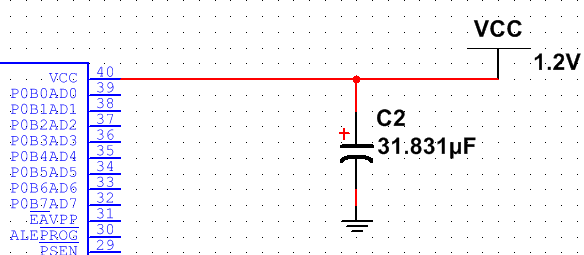 VCC
1.2V
VCC 40
P0B0AD0 39
P0B1AD1 38
P0B2AD2 37
P0B3AD3 36
P0B4AD4 35
P0B5AD5 34
P0B6AD6 33
P0B7AD7 32
EAVPP 31
ALEPROG 30
PSEN 29
C2
+
31.831µF